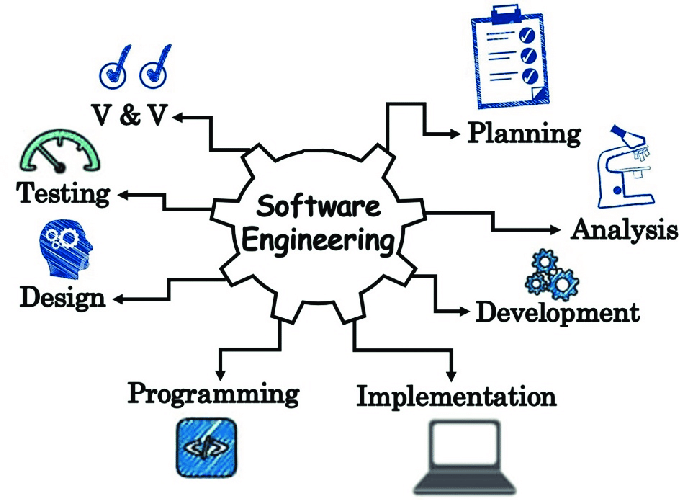 V & V
Planning
Testing
Software
Engineering
Analysis
Design
Development
Programming
Implementation
</>